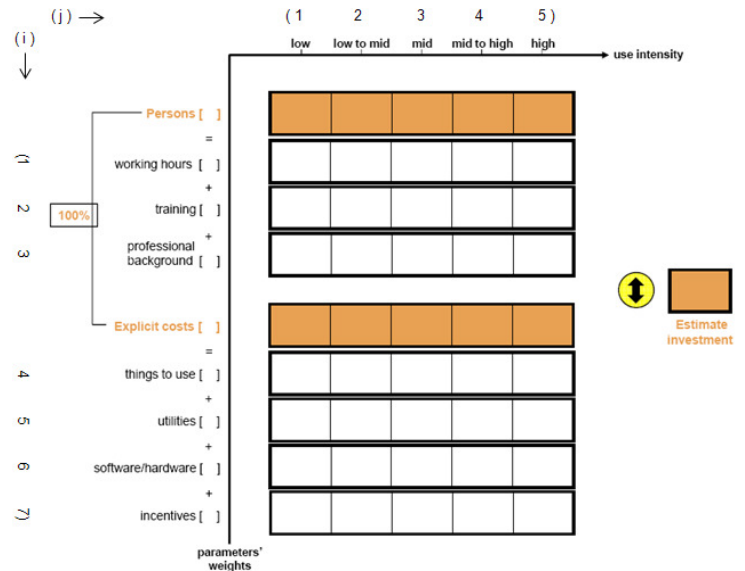 ( j ) → ( 1 2 3 4 5 )
( i ) low low to mid mid mid to high high
use intensity
Persons [ ]
=
(1 working hours [ ]
+
2 100% training [ ]
+
3 professional
background [ ]
Explicit costs [ ]
=
4 things to use [ ]
+
5 utilities [ ]
+
6 software/hardware [ ]
+
7) incentives [ ]
Estimate
investment
parameters'
weights